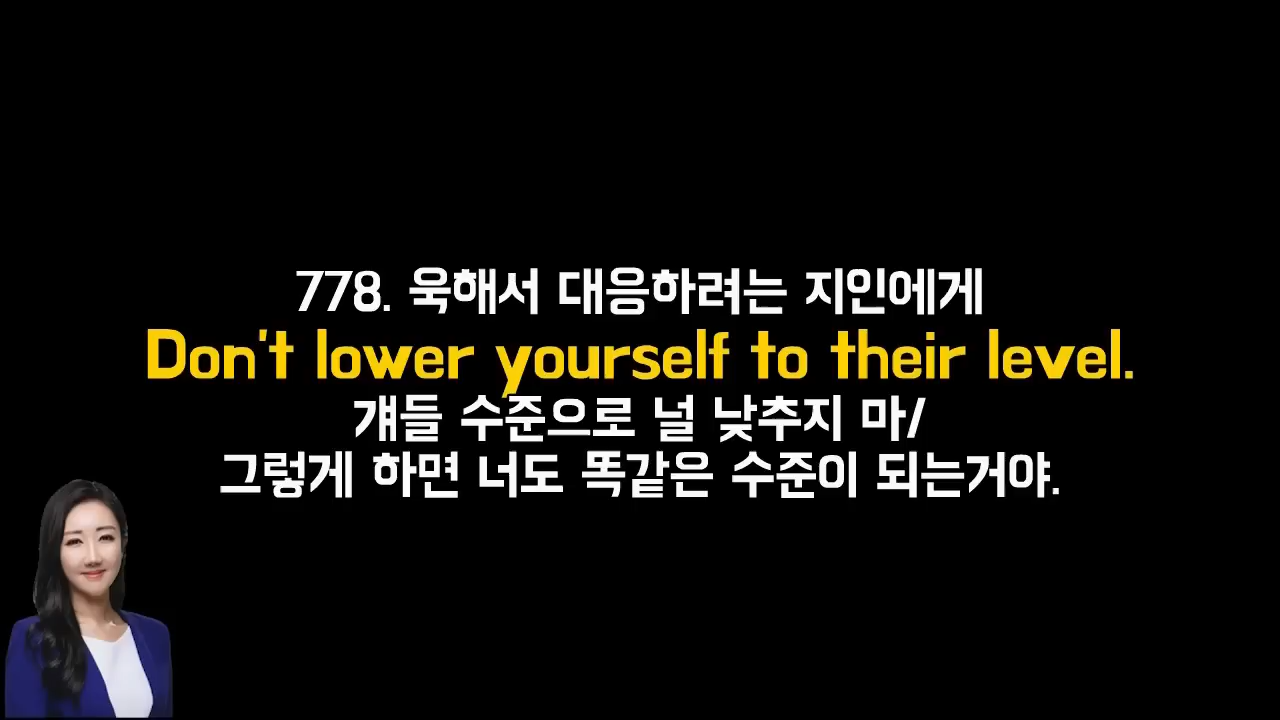 778. 욱해서 대응하려는 지인에게
Don't lower yourself to their level.
걔들 수준으로 널 낮추지 마/
그렇게 하면 너도 똑같은 수준이 되는거야.